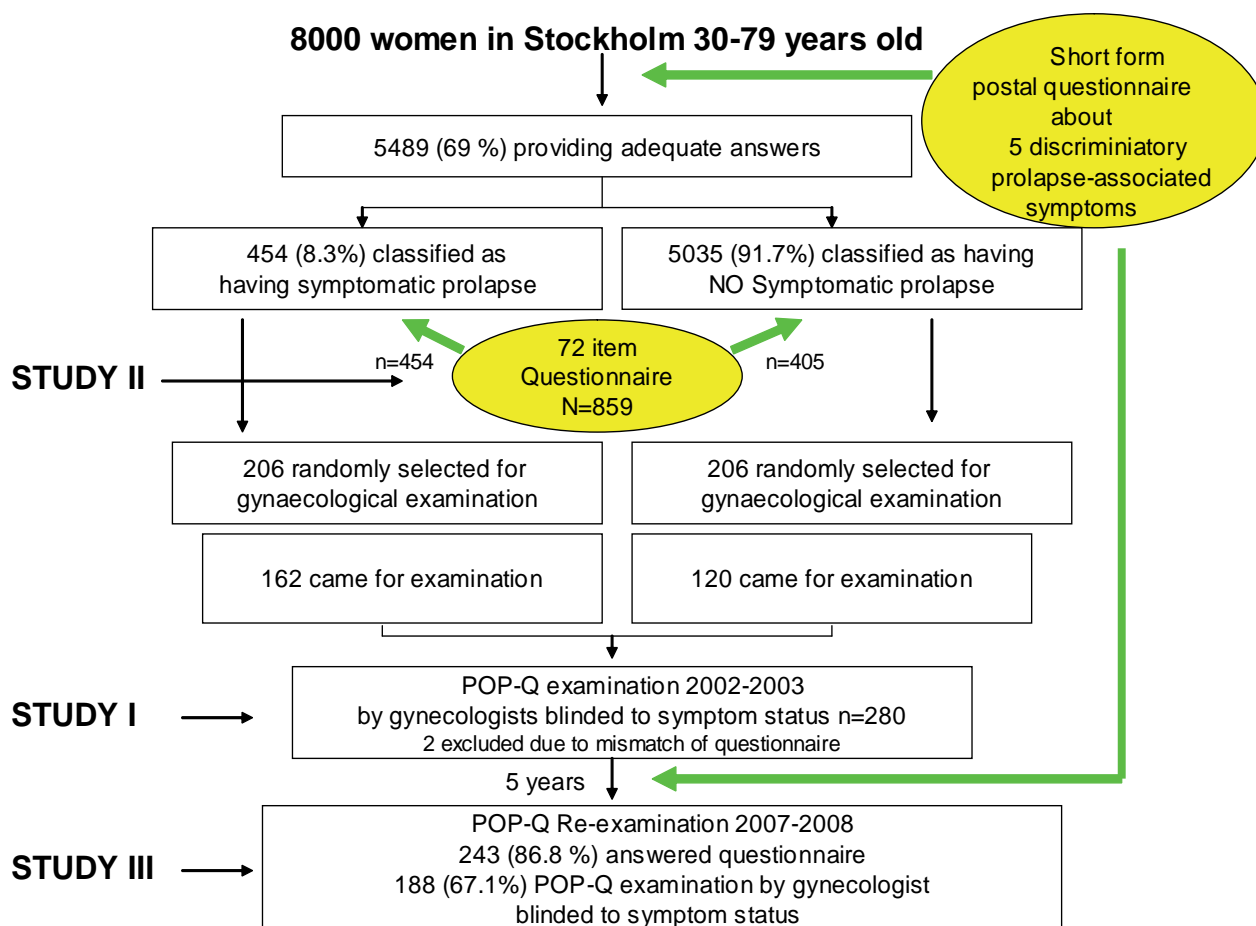 8000 women in Stockholm 30-79 years old
Short form
postal questionnaire
about
5 discriminiatory
prolapse-associated
symptoms
5489 (69 %) providing adequate answers
454 (8.3%) classified as
having symptomatic prolapse
5035 (91.7%) classified as having
NO Symptomatic prolapse
n=454
72 item
Questionnaire
N=859
n=405
STUDY II
206 randomly selected for
gynaecological examination
206 randomly selected for
gynaecological examination
162 came for examination
120 came for examination
STUDY I
POP-Q examination 2002-2003
by gynecologists blinded to symptom status n=280
2 excluded due to mismatch of questionnaire
5 years
STUDY III
POP-Q Re-examination 2007-2008
243 (86.8 %) answered questionnaire
188 (67.1%) POP-Q examination by gynecologist
blinded to symptom status